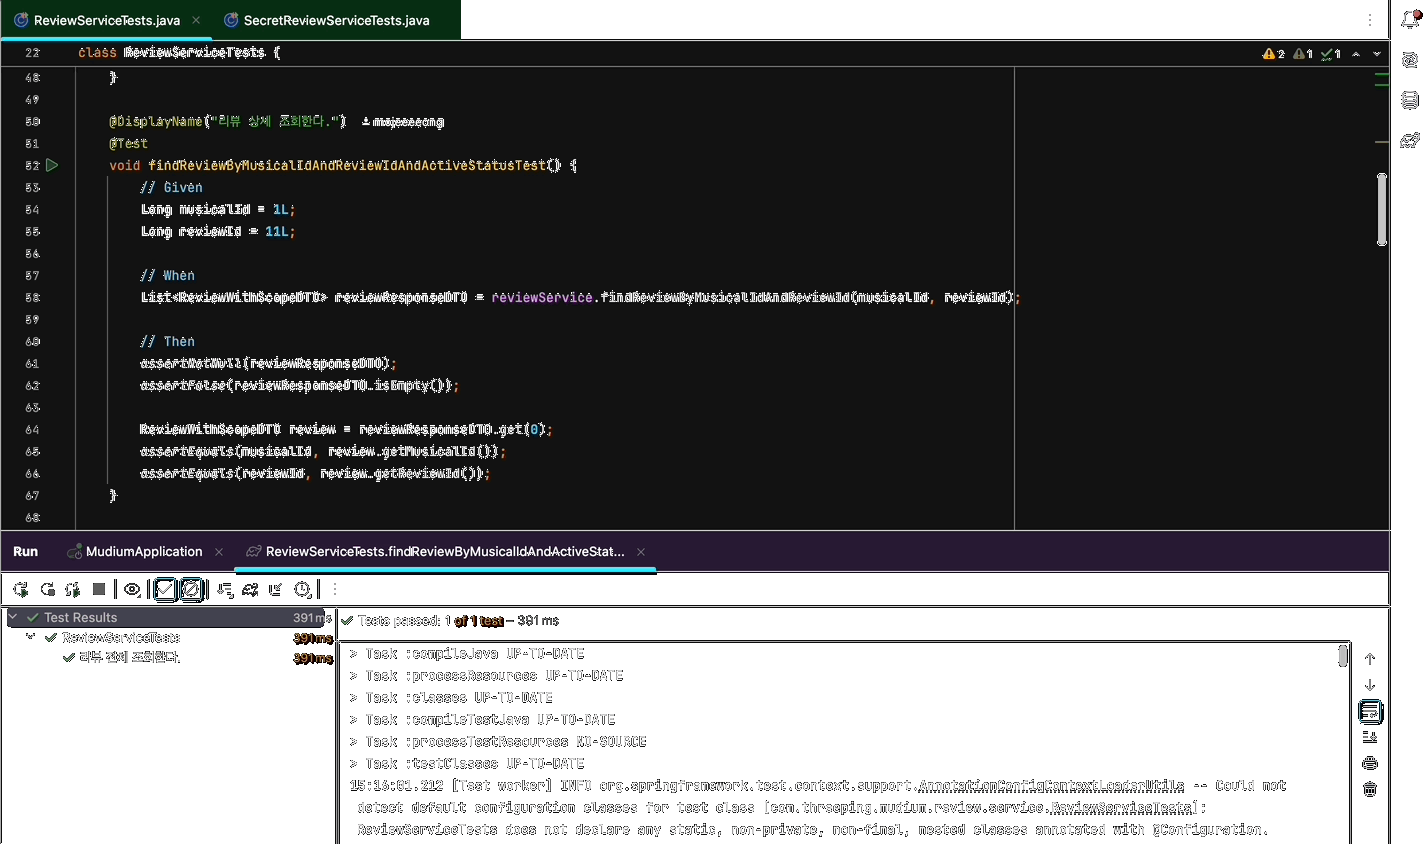 ReviewServiceTests.java
SecretReviewServiceTests.java
22 class ReviewServiceTests {
2 1 1
48 }
49
50 @DisplayName("리뷰 상세 조회한다.")
51 @Test
52 void findReviewByMusicalIdAndReviewIdAndActiveStatusTest() {
53 // Given
54 Long musicalId = 1L;
55 Long reviewId = 11L;
56
57 // When
58 List<ReviewWithScopeDTO> reviewResponseDTO = reviewService.findReviewByMusicalIdAndReviewId(musicalId, reviewId);
59
60 // Then
61 assertNotNull(reviewResponseDTO);
62 assertFalse(reviewResponseDTO.isEmpty());
63
64 ReviewWithScopeDTO review = reviewResponseDTO.get(0);
65 assertEquals(musicalId, review.getMusicalId());
66 assertEquals(reviewId, review.getReviewId());
67 }
68
Run MudiumApplication ReviewServiceTests.findReviewByMusicalIdAndActiveStat...
Test Results 391 ms
ReviewServiceTests 391 ms
리뷰 전체 조회한다. 391 ms
Tests passed: 1 of 1 test – 391 ms
> Task :compileJava UP-TO-DATE
> Task :processResources UP-TO-DATE
> Task :classes UP-TO-DATE
> Task :compileTestJava UP-TO-DATE
> Task :processTestResources NO-SOURCE
> Task :testClasses UP-TO-DATE
15:16:01.212 [Test worker] INFO org.springframework.test.context.support.AnnotationConfigContextLoaderUtils -- Could not
detect default configuration classes for test class [com.threeping.mudium.review.service.ReviewServiceTests]:
ReviewServiceTests does not declare any static, non-private, non-final, nested classes annotated with @Configuration.